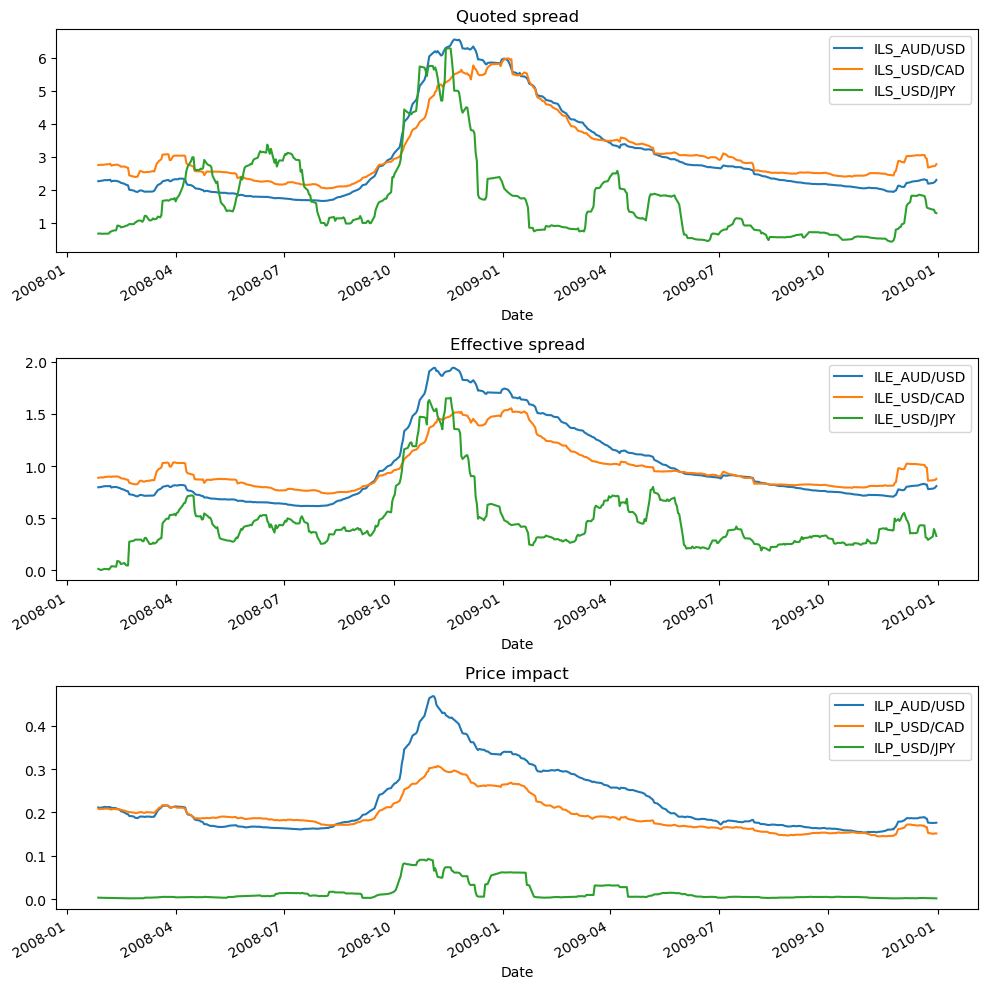 Quoted spread
6
5
4
3
2
1
ILS_AUD/USD
ILS_USD/CAD
ILS_USD/JPY
2008-01 2008-04 2008-07 2008-10 2009-01 2009-04 2009-07 2009-10 2010-01
Date
Effective spread
2.0
1.5
1.0
0.5
0.0
ILE_AUD/USD
ILE_USD/CAD
ILE_USD/JPY
2008-01 2008-04 2008-07 2008-10 2009-01 2009-04 2009-07 2009-10 2010-01
Date
Price impact
0.4
0.3
0.2
0.1
0.0
ILP_AUD/USD
ILP_USD/CAD
ILP_USD/JPY
2008-01 2008-04 2008-07 2008-10 2009-01 2009-04 2009-07 2009-10 2010-01
Date